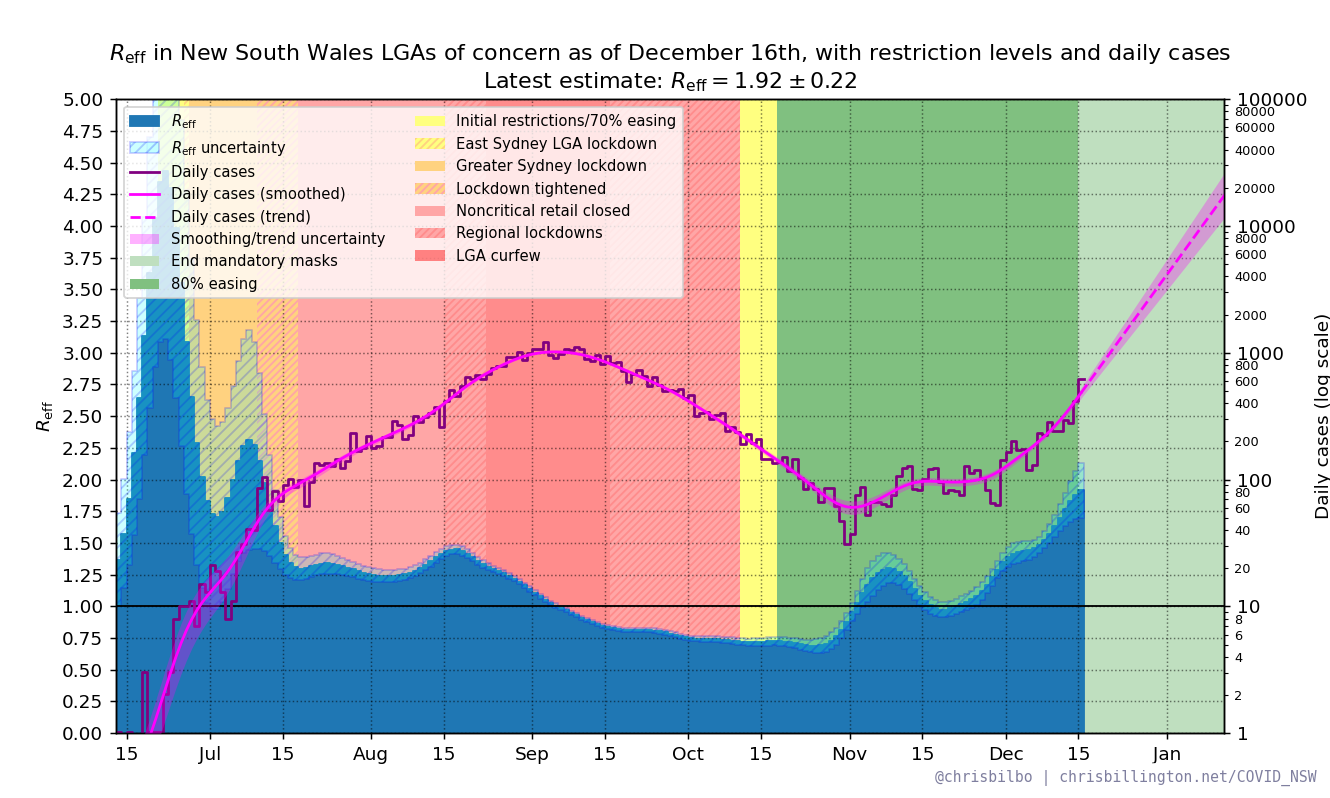 R_eff in New South Wales LGAs of concern as of December 16th, with restriction levels and daily cases
Latest estimate: R_eff = 1.92 ± 0.22
R_eff
R_eff uncertainty
Daily cases
Daily cases (smoothed)
Daily cases (trend)
Smoothing/trend uncertainty
End mandatory masks
80% easing
Initial restrictions/70% easing
East Sydney LGA lockdown
Greater Sydney lockdown
Lockdown tightened
Noncritical retail closed
Regional lockdowns
LGA curfew
R_eff
5.00
4.75
4.50
4.25
4.00
3.75
3.50
3.25
3.00
2.75
2.50
2.25
2.00
1.75
1.50
1.25
1.00
0.75
0.50
0.25
0.00
100000
80000
60000
40000
20000
10000
8000
6000
4000
2000
1000
800
600
400
200
100
80
60
40
20
10
8
6
4
2
1
Daily cases (log scale)
15 Jul 15 Aug 15 Sep 15 Oct 15 Nov 15 Dec 15 Jan
@chrisbilbo | chrisbillington.net/COVID_NSW